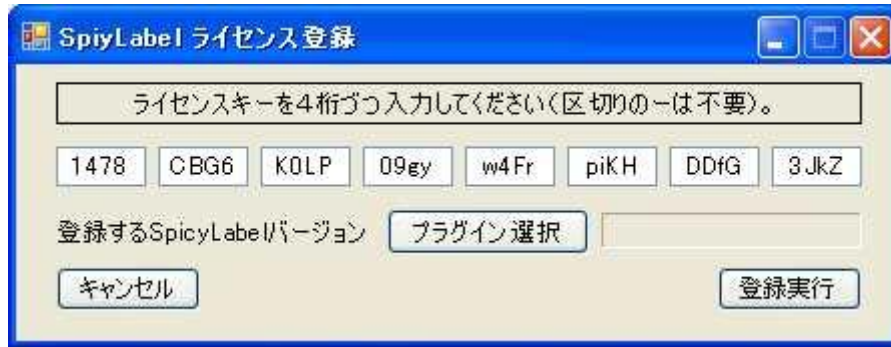 SpiyLabel ライセンス登録
ライセンスキーを4桁づつ入力してください(区切りの－は不要)。
1478 CBG6 K0LP 09gy w4Fr piKH DDfG 3JkZ
登録するSpicyLabelバージョン プラグイン選択
キャンセル 登録実行